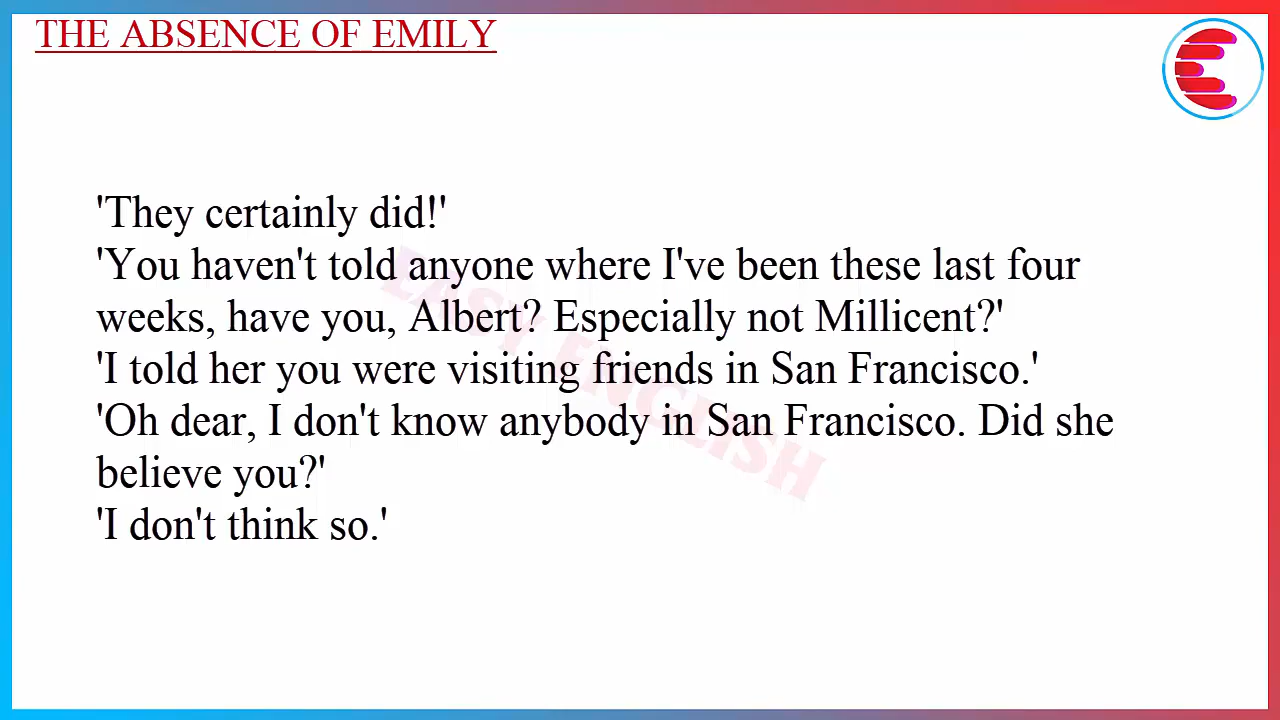 THE ABSENCE OF EMILY
'They certainly did!'
'You haven't told anyone where I've been these last four
weeks, have you, Albert? Especially not Millicent?'
'I told her you were visiting friends in San Francisco.'
'Oh dear, I don't know anybody in San Francisco. Did she
believe you?'
'I don't think so.'
EASY ENGLISH